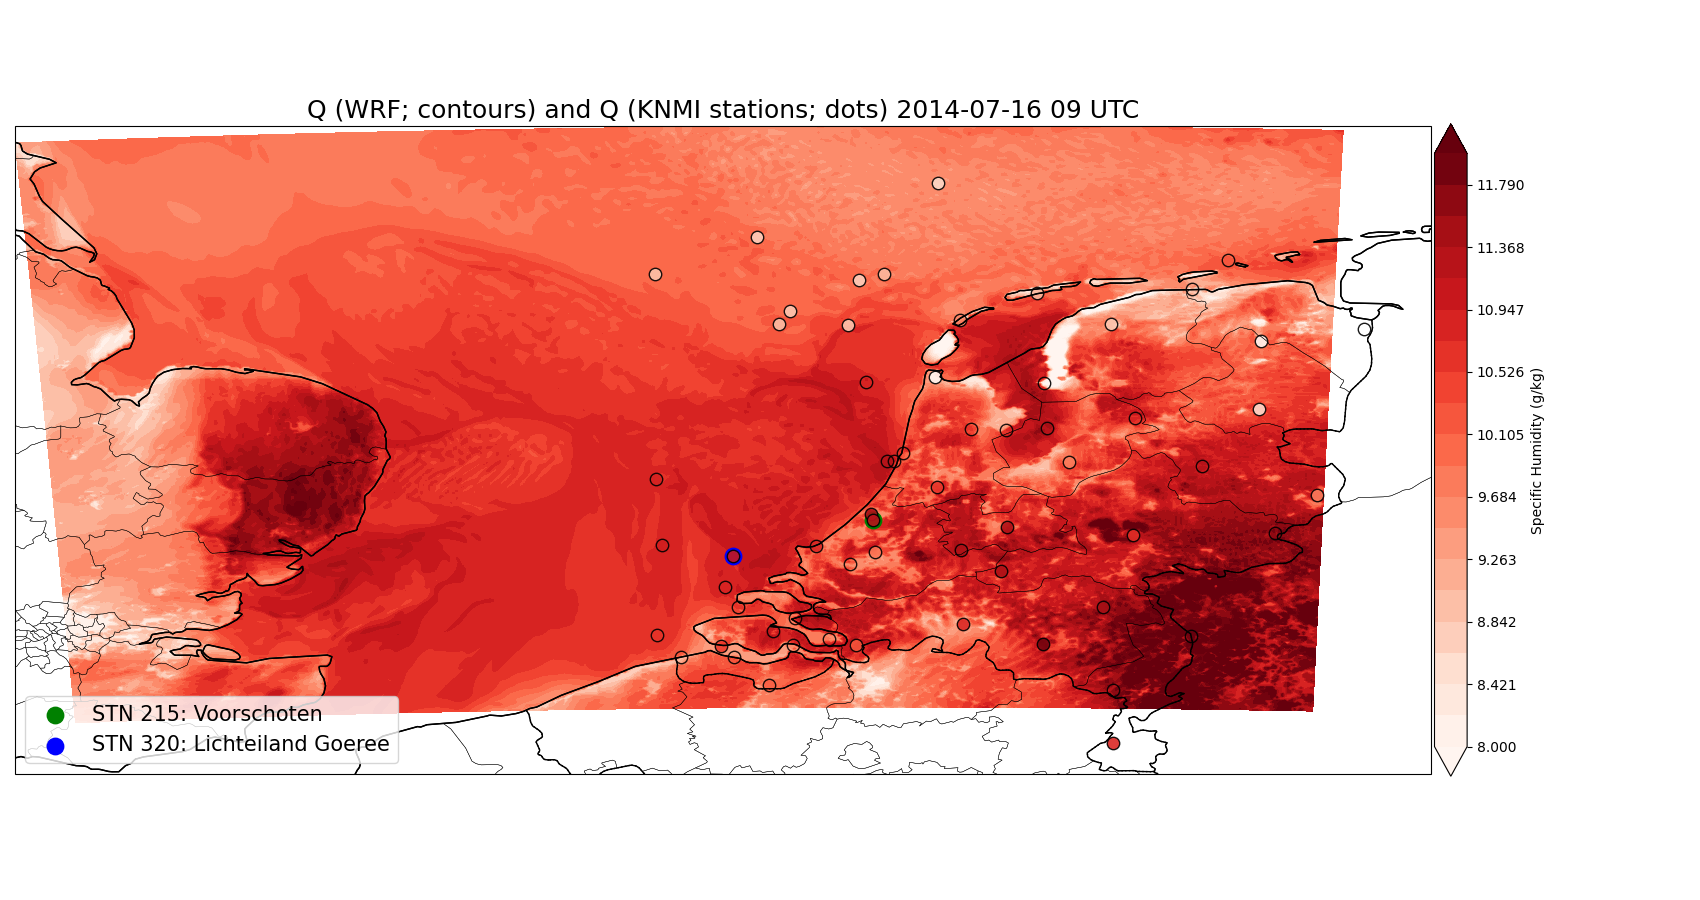 Q (WRF; contours) and Q (KNMI stations; dots) 2014-07-16 09 UTC
11.790
11.368
10.947
10.526
10.105
9.684
9.263
8.842
8.421
8.000
Specific Humidity (g/kg)
STN 215: Voorschoten
STN 320: Lichteiland Goeree